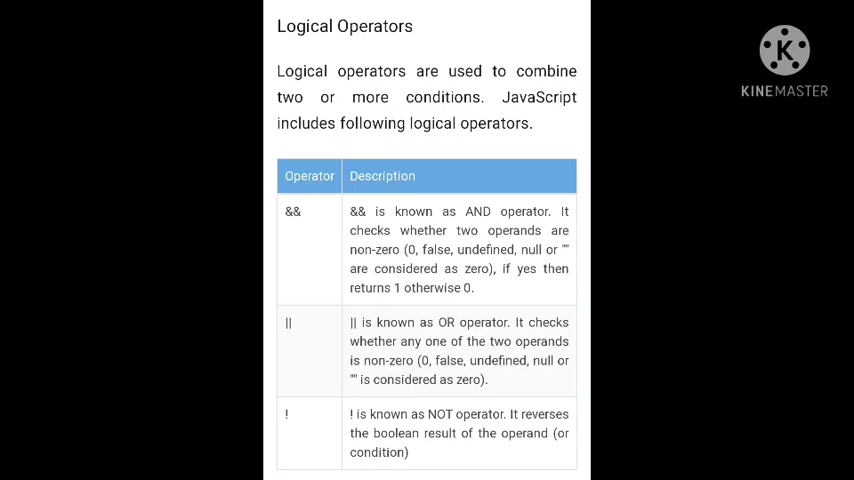 Logical Operators
Logical operators are used to combine
two or more conditions. JavaScript
includes following logical operators.
K
KINEMASTER
Operator Description
&& && is known as AND operator. It
checks whether two operands are
non-zero (0, false, undefined, null or ""
are considered as zero), if yes then
returns 1 otherwise 0.
|| || is known as OR operator. It checks
whether any one of the two operands
is non-zero (0, false, undefined, null or
"" is considered as zero).
! ! is known as NOT operator. It reverses
the boolean result of the operand (or
condition)